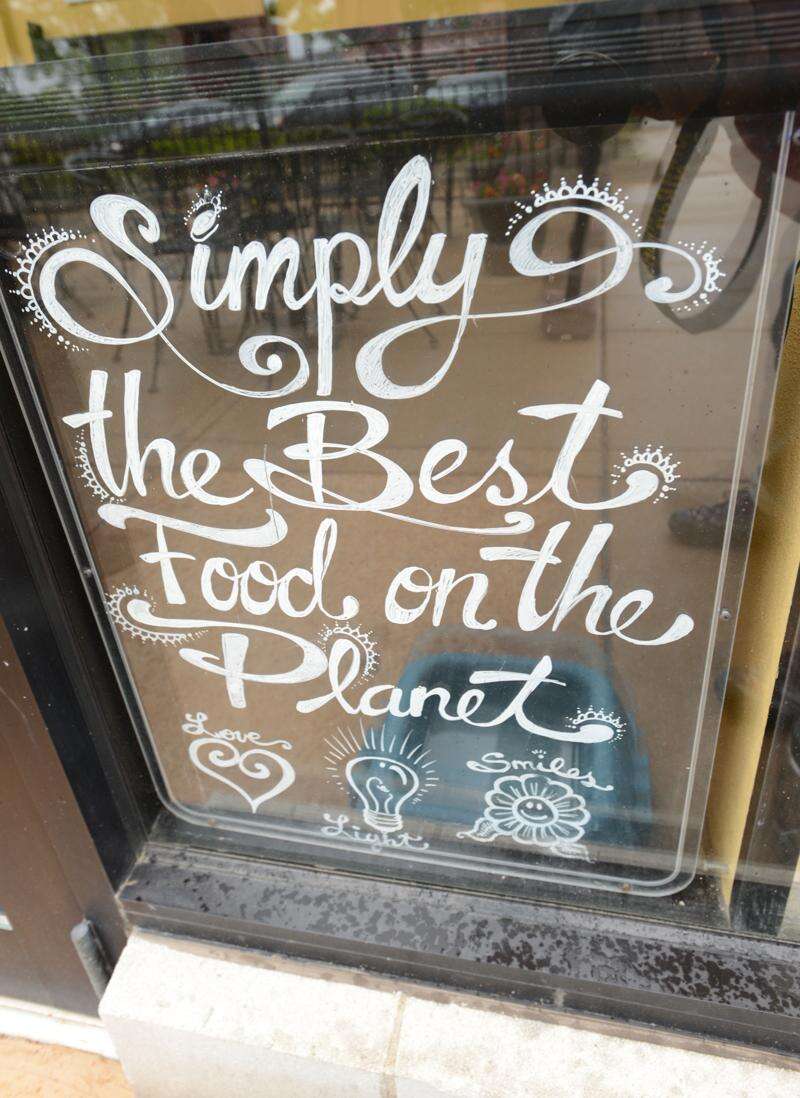 Simply
the Best
Food on the
Planet
Love
Light
Smiles